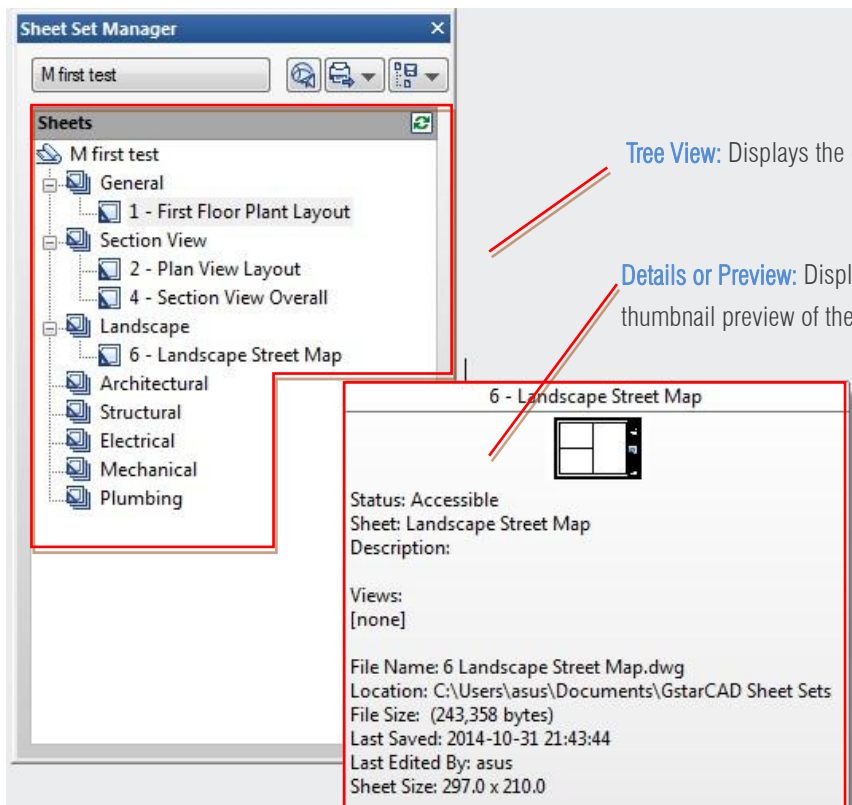 Sheet Set Manager
M first test
Sheets
M first test
General
1 - First Floor Plant Layout
Section View
2 - Plan View Layout
4 - Section View Overall
Landscape
6 - Landscape Street Map
Architectural
Structural
Electrical
Mechanical
Plumbing
Tree View: Displays the
Details or Preview: Displ
thumbnail preview of the
6 - Landscape Street Map
Status: Accessible
Sheet: Landscape Street Map
Description:
Views:
[none]
File Name: 6 Landscape Street Map.dwg
Location: C:\Users\asus\Documents\GstarCAD Sheet Sets
File Size: (243,358 bytes)
Last Saved: 2014-10-31 21:43:44
Last Edited By: asus
Sheet Size: 297.0 x 210.0